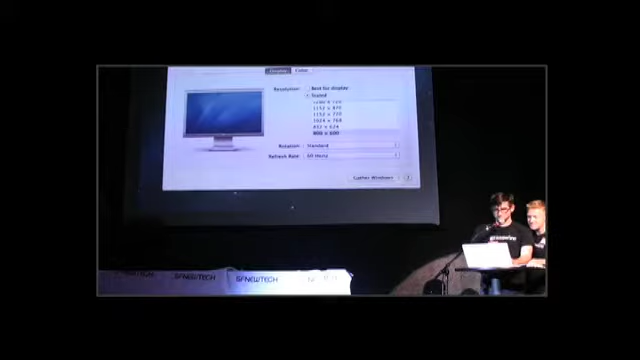 Display Color
Resolution: Best for display
Scaled
1152 x 870
1152 x 720
1024 x 768
832 x 624
800 x 600
Rotation: Standard
Refresh Rate: 60 Hertz
Gather Windows ?
SFNEWTECH SFNEWTECH SFNEWTECH